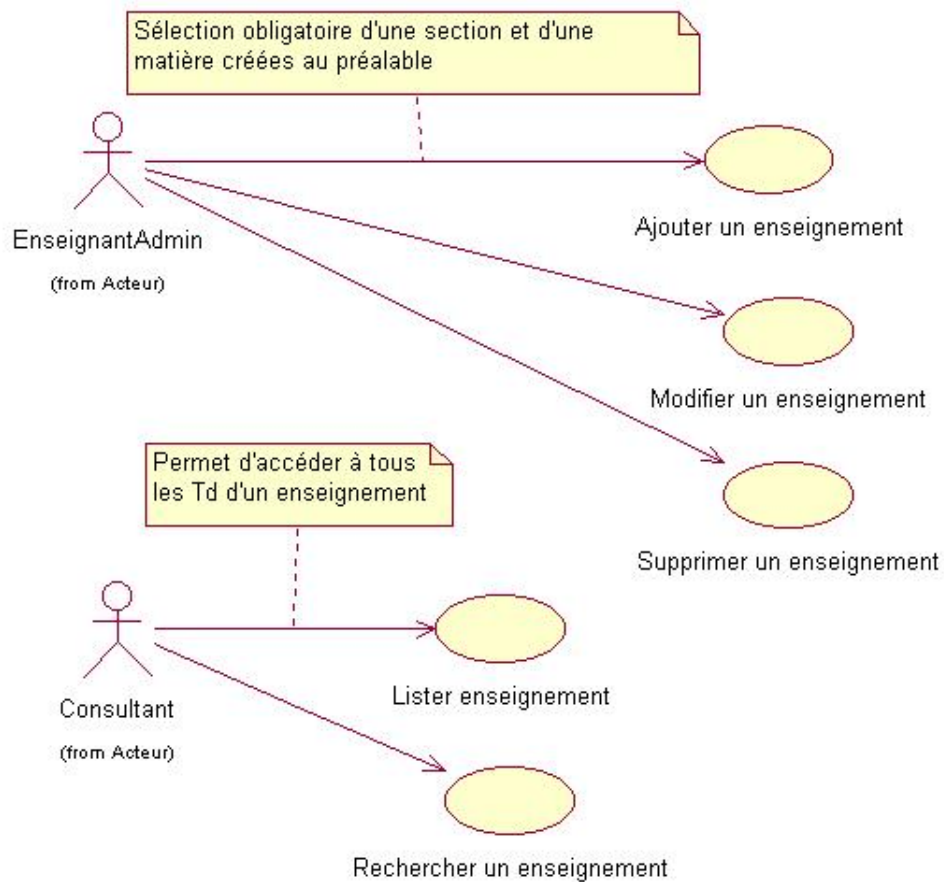 Sélection obligatoire d'une section et d'une
matière créées au préalable
EnseignantAdmin
(from Acteur)
Ajouter un enseignement
Modifier un enseignement
Supprimer un enseignement
Permet d'accéder à tous
les Td d'un enseignement
Consultant
(from Acteur)
Lister enseignement
Rechercher un enseignement